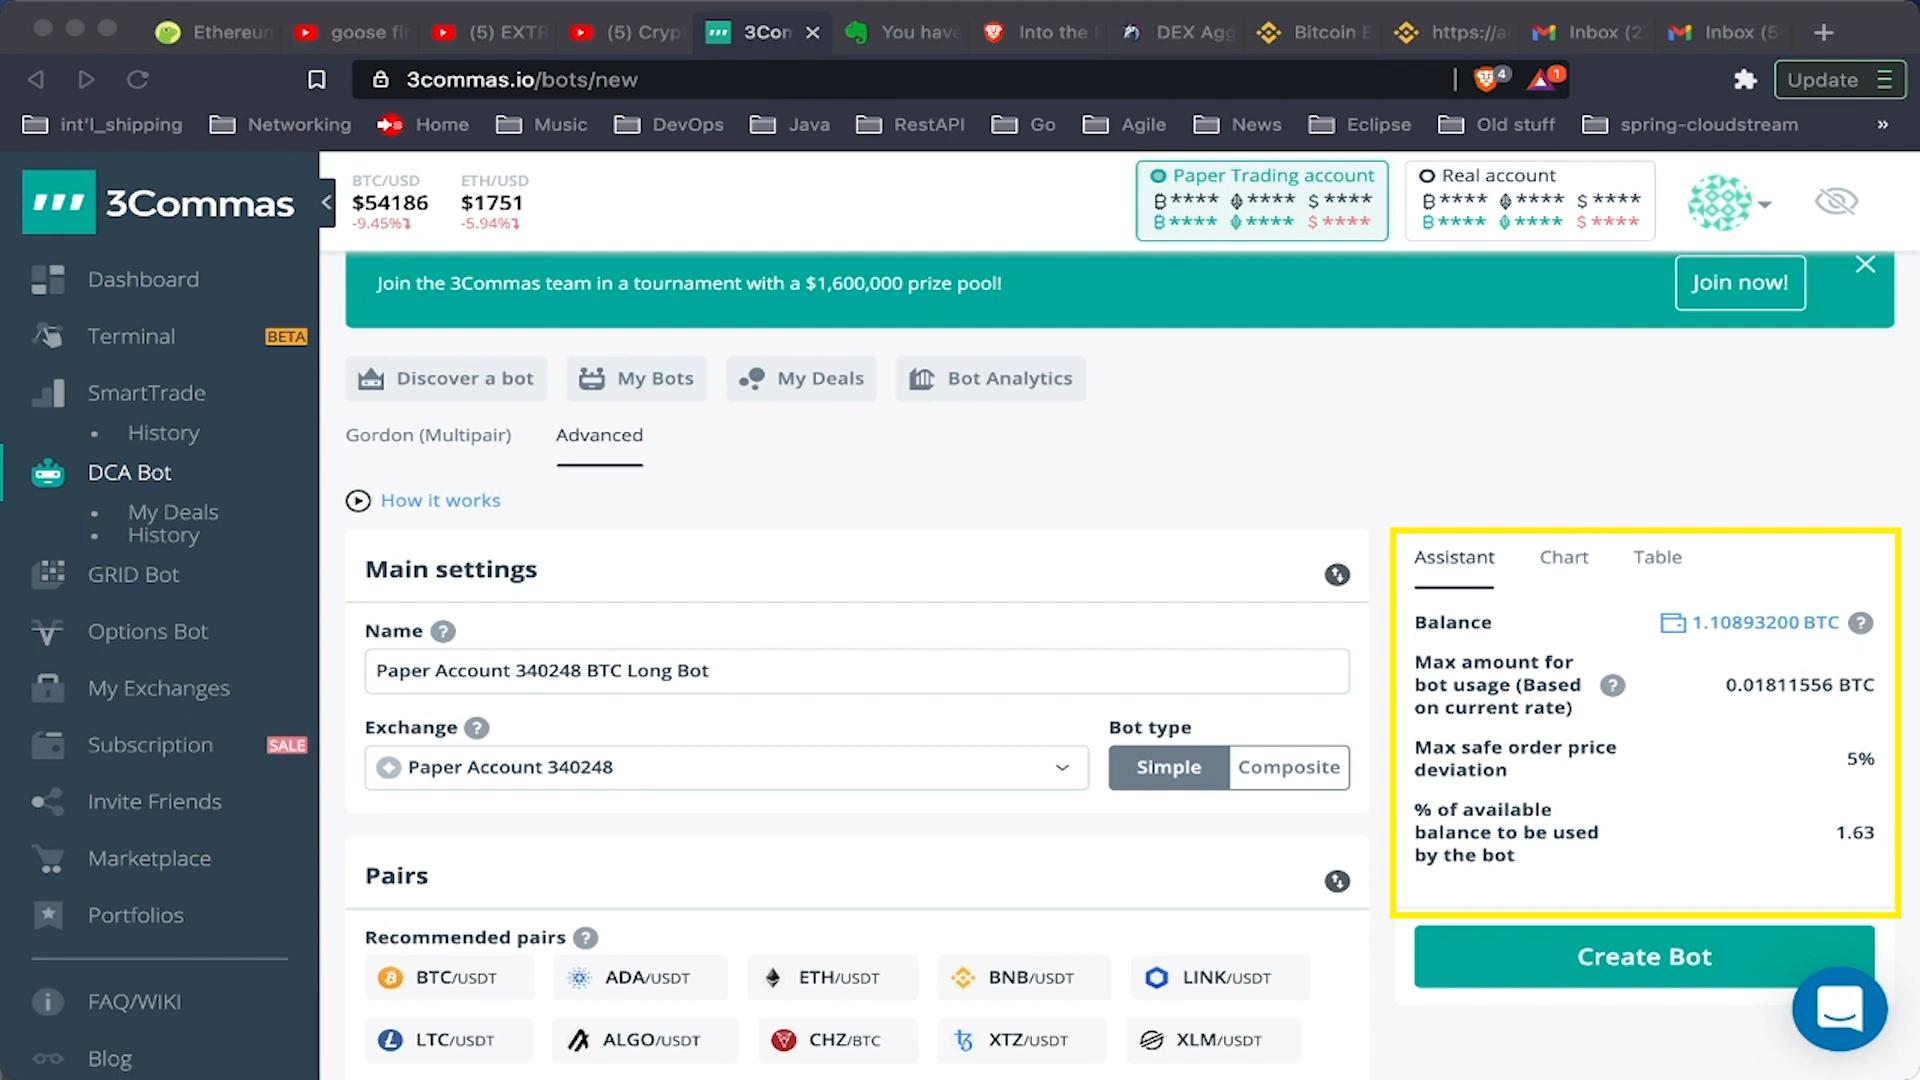 Ethereun
goose fir
(5) EXTR
(5) Cryp
3Con
You have
Into the
DEX Agg
Bitcoin E
https://a
Inbox (2
Inbox (5
3commas.io/bots/new
4
1
Update
int'l_shipping
Networking
Home
Music
DevOps
Java
RestAPI
Go
Agile
News
Eclipse
Old stuff
spring-cloudstream
»
3Commas
BTC/USD
$54186
-9.45%
ETH/USD
$1751
-5.94%
Paper Trading account
**** **** $ ****
**** **** $ ****
Real account
**** **** $ ****
**** **** $ ****
Join the 3Commas team in a tournament with a $1,600,000 prize pool!
Join now!
Dashboard
Terminal
BETA
SmartTrade
• History
DCA Bot
• My Deals
• History
GRID Bot
Options Bot
My Exchanges
Subscription
SALE
Invite Friends
Marketplace
Portfolios
FAQ/WIKI
Blog
Discover a bot
My Bots
My Deals
Bot Analytics
Gordon (Multipair)
Advanced
How it works
Main settings
Name ?
Paper Account 340248 BTC Long Bot
Exchange ?
Paper Account 340248
Bot type
Simple
Composite
Pairs
Recommended pairs ?
BTC/USDT
ADA/USDT
ETH/USDT
BNB/USDT
LINK/USDT
LTC/USDT
ALGO/USDT
CHZ/BTC
XTZ/USDT
XLM/USDT
Assistant
Chart
Table
Balance
1.10893200 BTC ?
Max amount for
bot usage (Based
on current rate)
?
0.01811556 BTC
Max safe order price
deviation
5%
% of available
balance to be used
by the bot
1.63
Create Bot